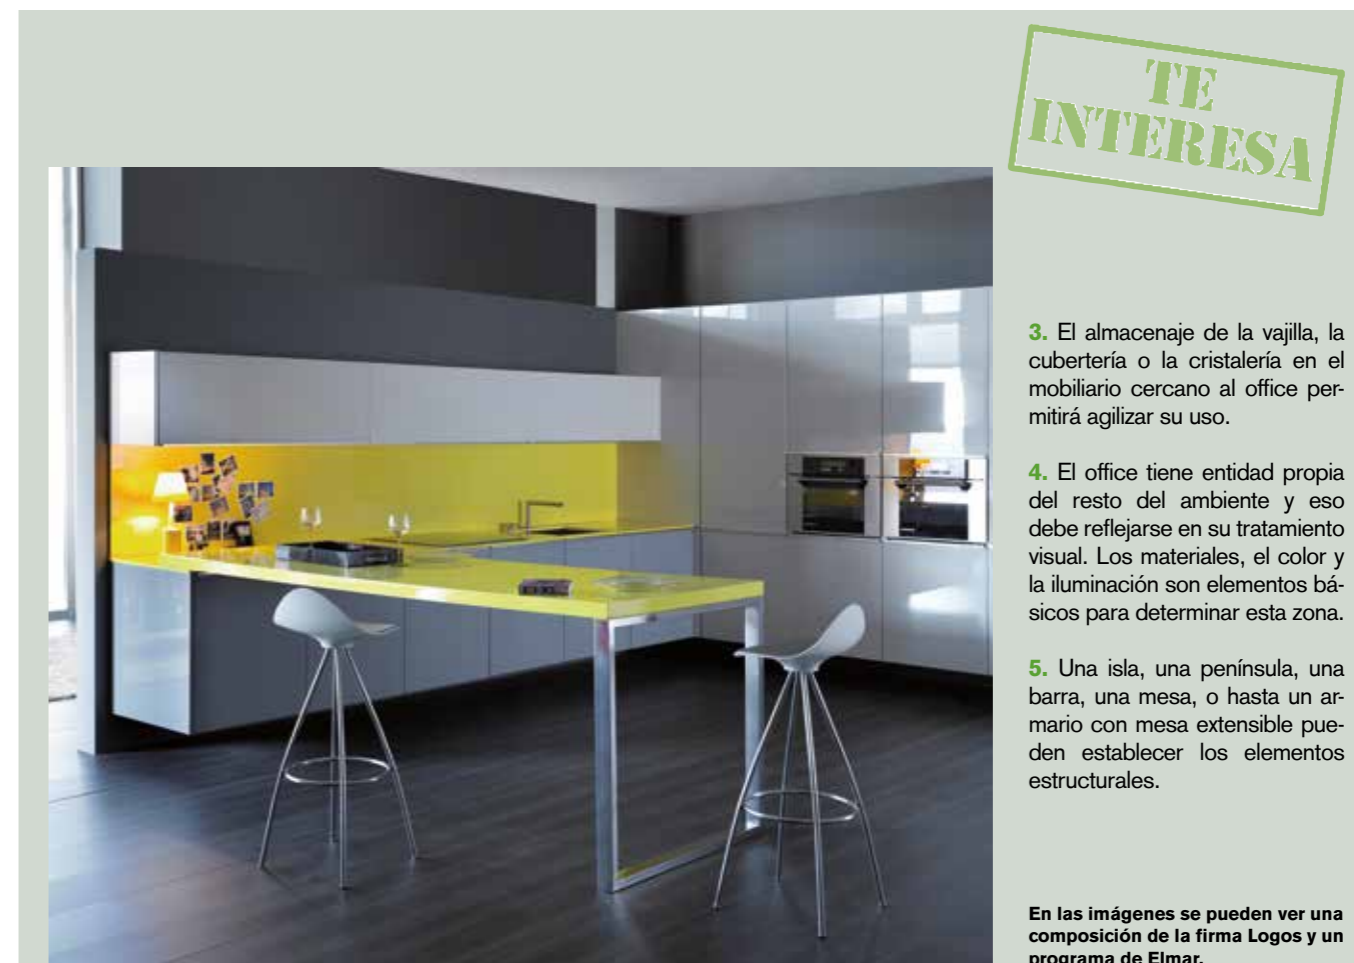 TE
INTERESA
3. El almacenaje de la vajilla, la
cubertería o la cristalería en el
mobiliario cercano al office per-
mitirá agilizar su uso.
4. El office tiene entidad propia
del resto del ambiente y eso
debe reflejarse en su tratamiento
visual. Los materiales, el color y
la iluminación son elementos bá-
sicos para determinar esta zona.
5. Una isla, una península, una
barra, una mesa, o hasta un ar-
mario con mesa extensible pue-
den establecer los elementos
estructurales.
En las imágenes se pueden ver una
composición de la firma Logos y un
programa de Elmar.